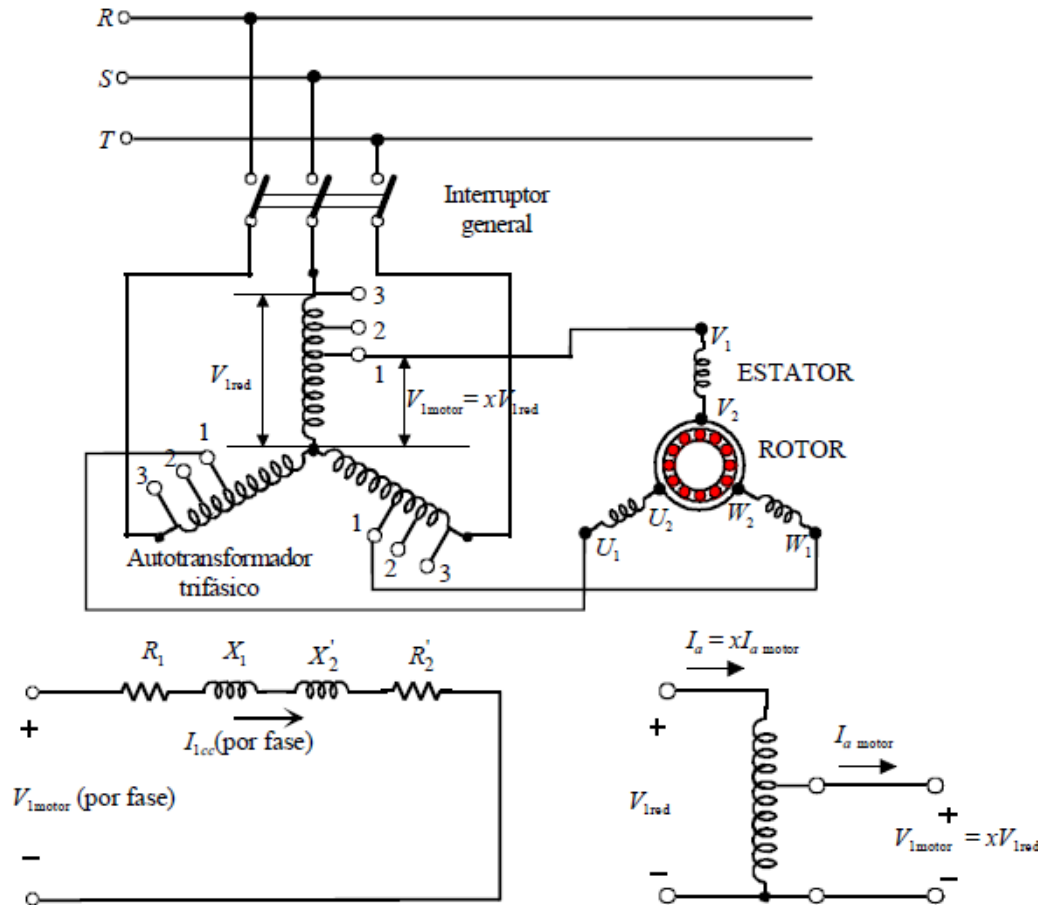 R
S
T
Interruptor
general
3
2
1
V₁red
V₁motor = xV₁red
V₁
ESTATOR
V₂
ROTOR
1
2
3
1
2
3
U₂
W₂
U₁
W₁
Autotransformador
trifásico
R₁
X₁
X'₂
R'₂
+
I₁cc(por fase)
V₁motor (por fase)
−
Iₐ = xIₐ motor
+
Iₐ motor
V₁red
+
V₁motor = xV₁red
−
−